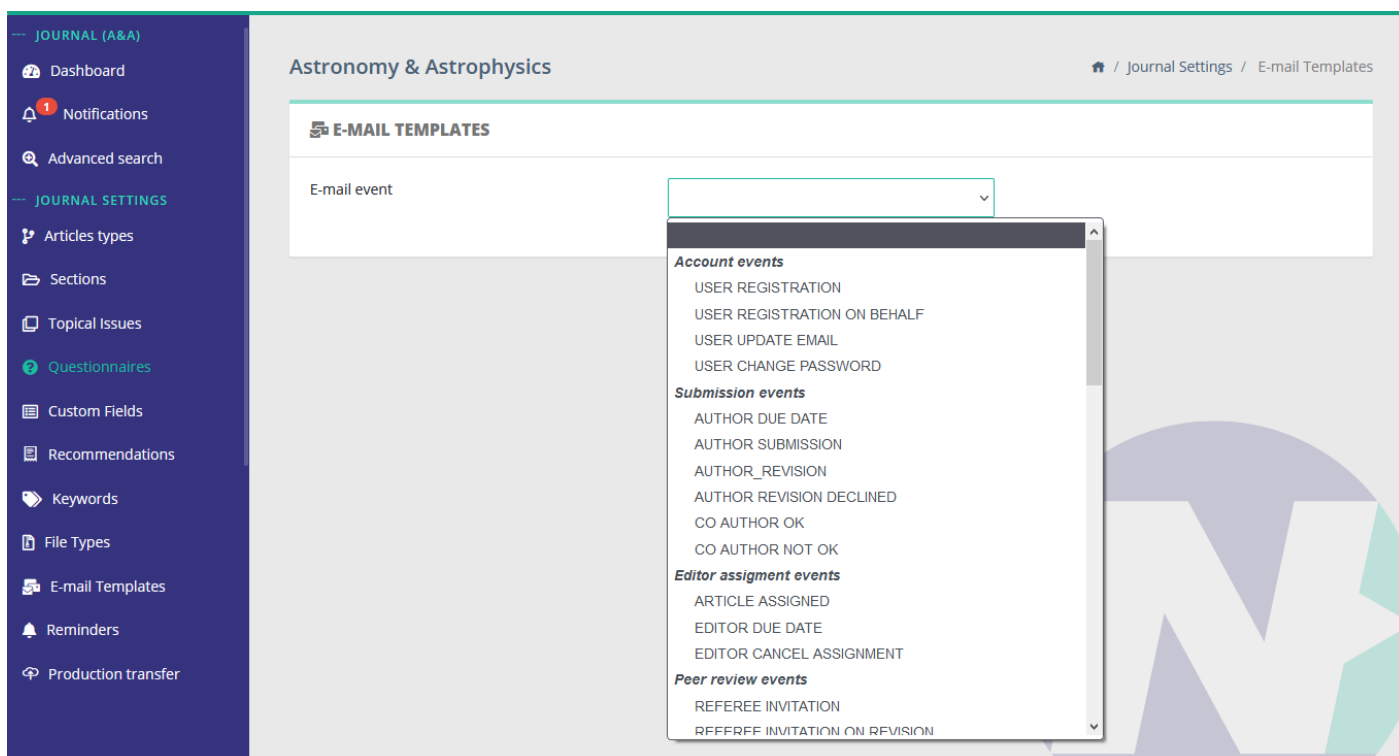 --- JOURNAL (A&A)
Dashboard
1 Notifications
Advanced search
--- JOURNAL SETTINGS
Articles types
Sections
Topical Issues
Questionnaires
Custom Fields
Recommendations
Keywords
File Types
E-mail Templates
Reminders
Production transfer
Astronomy & Astrophysics
/ Journal Settings / E-mail Templates
E-MAIL TEMPLATES
E-mail event
Account events
USER REGISTRATION
USER REGISTRATION ON BEHALF
USER UPDATE EMAIL
USER CHANGE PASSWORD
Submission events
AUTHOR DUE DATE
AUTHOR SUBMISSION
AUTHOR_REVISION
AUTHOR REVISION DECLINED
CO AUTHOR OK
CO AUTHOR NOT OK
Editor assigment events
ARTICLE ASSIGNED
EDITOR DUE DATE
EDITOR CANCEL ASSIGNMENT
Peer review events
REFEREE INVITATION
REFEREE INVITATION ON REVISION